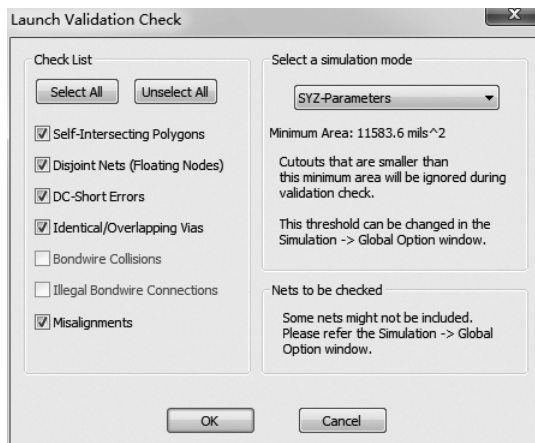 Launch Validation Check
X
Check List
Select All
Unselect All
Self-Intersecting Polygons
Disjoint Nets (Floating Nodes)
DC-Short Errors
Identical/Overlapping Vias
Bondwire Collisions
Illegal Bondwire Connections
Misalignments
Select a simulation mode
SYZ-Parameters
Minimum Area: 11583.6 mils^2
Cutouts that are smaller than
this minimum area will be ignored during
validation check.
This threshold can be changed in the
Simulation -> Global Option window.
Nets to be checked
Some nets might not be included.
Please refer the Simulation -> Global
Option window.
OK
Cancel